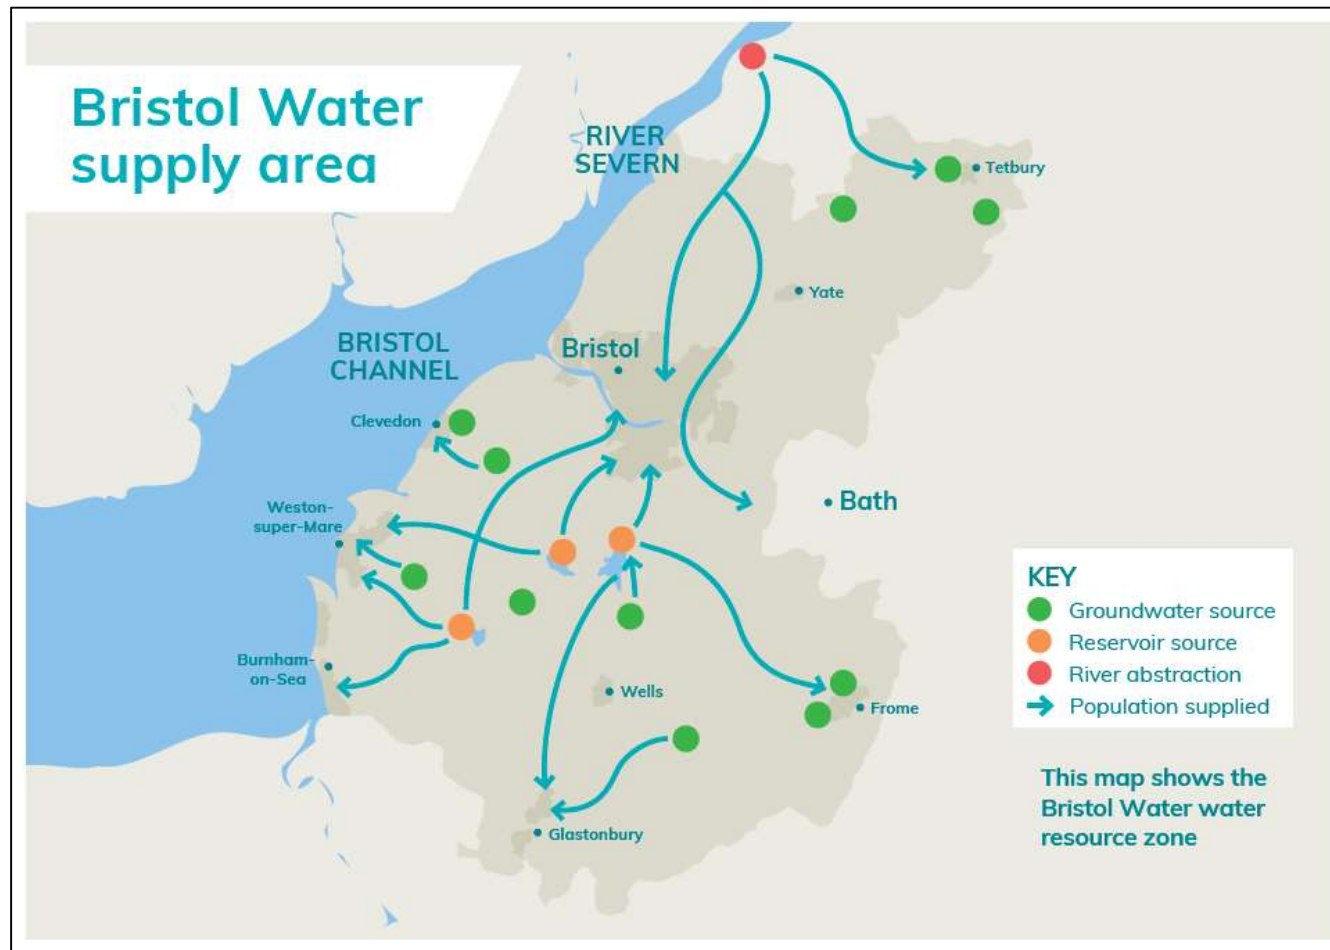 Bristol Water
supply area
RIVER
SEVERN
Tetbury
Yate
BRISTOL
CHANNEL
Bristol
Clevedon
Weston-
super-Mare
Bath
Burnham-
on-Sea
Wells
Frome
Glastonbury
KEY
Groundwater source
Reservoir source
River abstraction
Population supplied
This map shows the
Bristol Water water
resource zone